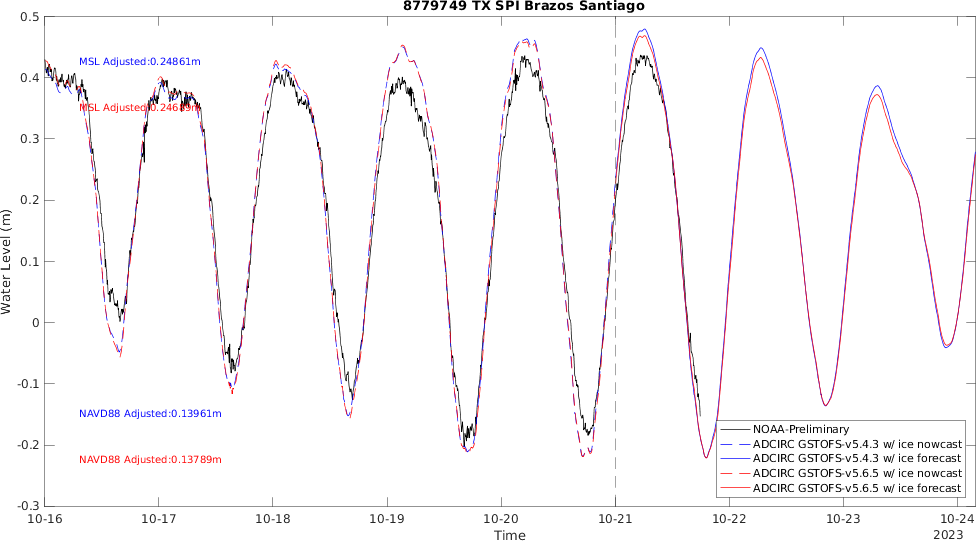 8779749 TX SPI Brazos Santiago
0.5
0.4
0.3
0.2
0.1
0
-0.1
-0.2
-0.3
Water Level (m)
MSL Adjusted:0.24861m
MSL Adjusted:
NAVD88 Adjusted:0.13961m
NAVD88 Adjusted:0.13789m
NOAA-Preliminary
ADCIRC GSTOFS-v5.4.3 w/ ice nowcast
ADCIRC GSTOFS-v5.4.3 w/ ice forecast
ADCIRC GSTOFS-v5.6.5 w/ ice nowcast
ADCIRC GSTOFS-v5.6.5 w/ ice forecast
10-16 10-17 10-18 10-19 10-20 10-21 10-22 10-23 10-24
Time
2023